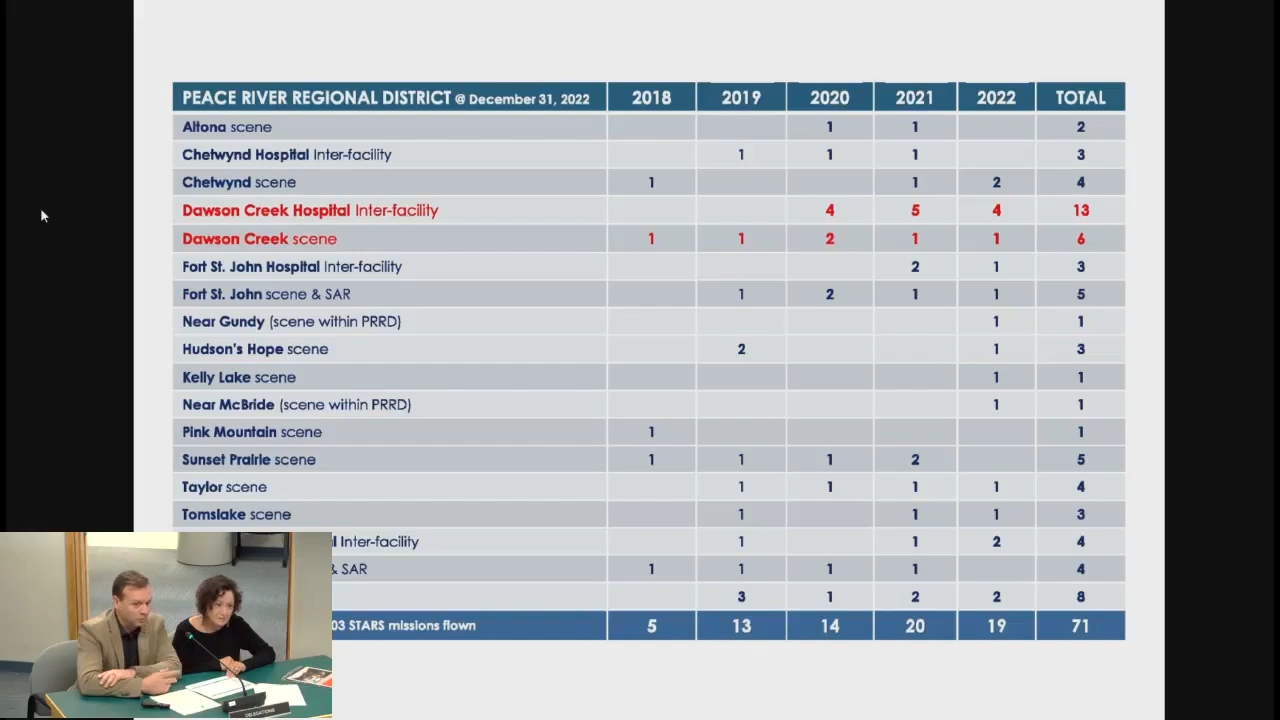 PEACE RIVER REGIONAL DISTRICT @ December 31, 2022 2018 2019 2020 2021 2022 TOTAL
Altona scene 1 1 2
Chetwynd Hospital Inter-facility 1 1 1 3
Chetwynd scene 1 1 2 4
Dawson Creek Hospital Inter-facility 4 5 4 13
Dawson Creek scene 1 1 2 1 1 6
Fort St. John Hospital Inter-facility 2 1 3
Fort St. John scene & SAR 1 2 1 1 5
Near Gundy (scene within PRRD) 1 1
Hudson's Hope scene 2 1 3
Kelly Lake scene 1 1
Near McBride (scene within PRRD) 1 1
Pink Mountain scene 1 1
Sunset Prairie scene 1 1 1 2 5
Taylor scene 1 1 1 1 4
Tomslake scene 1 1 1 3
l Inter-facility 1 1 2 4
& SAR 1 1 1 1 4
3 1 2 2 8
03 STARS missions flown 5 13 14 20 19 71
DELEGATIONS